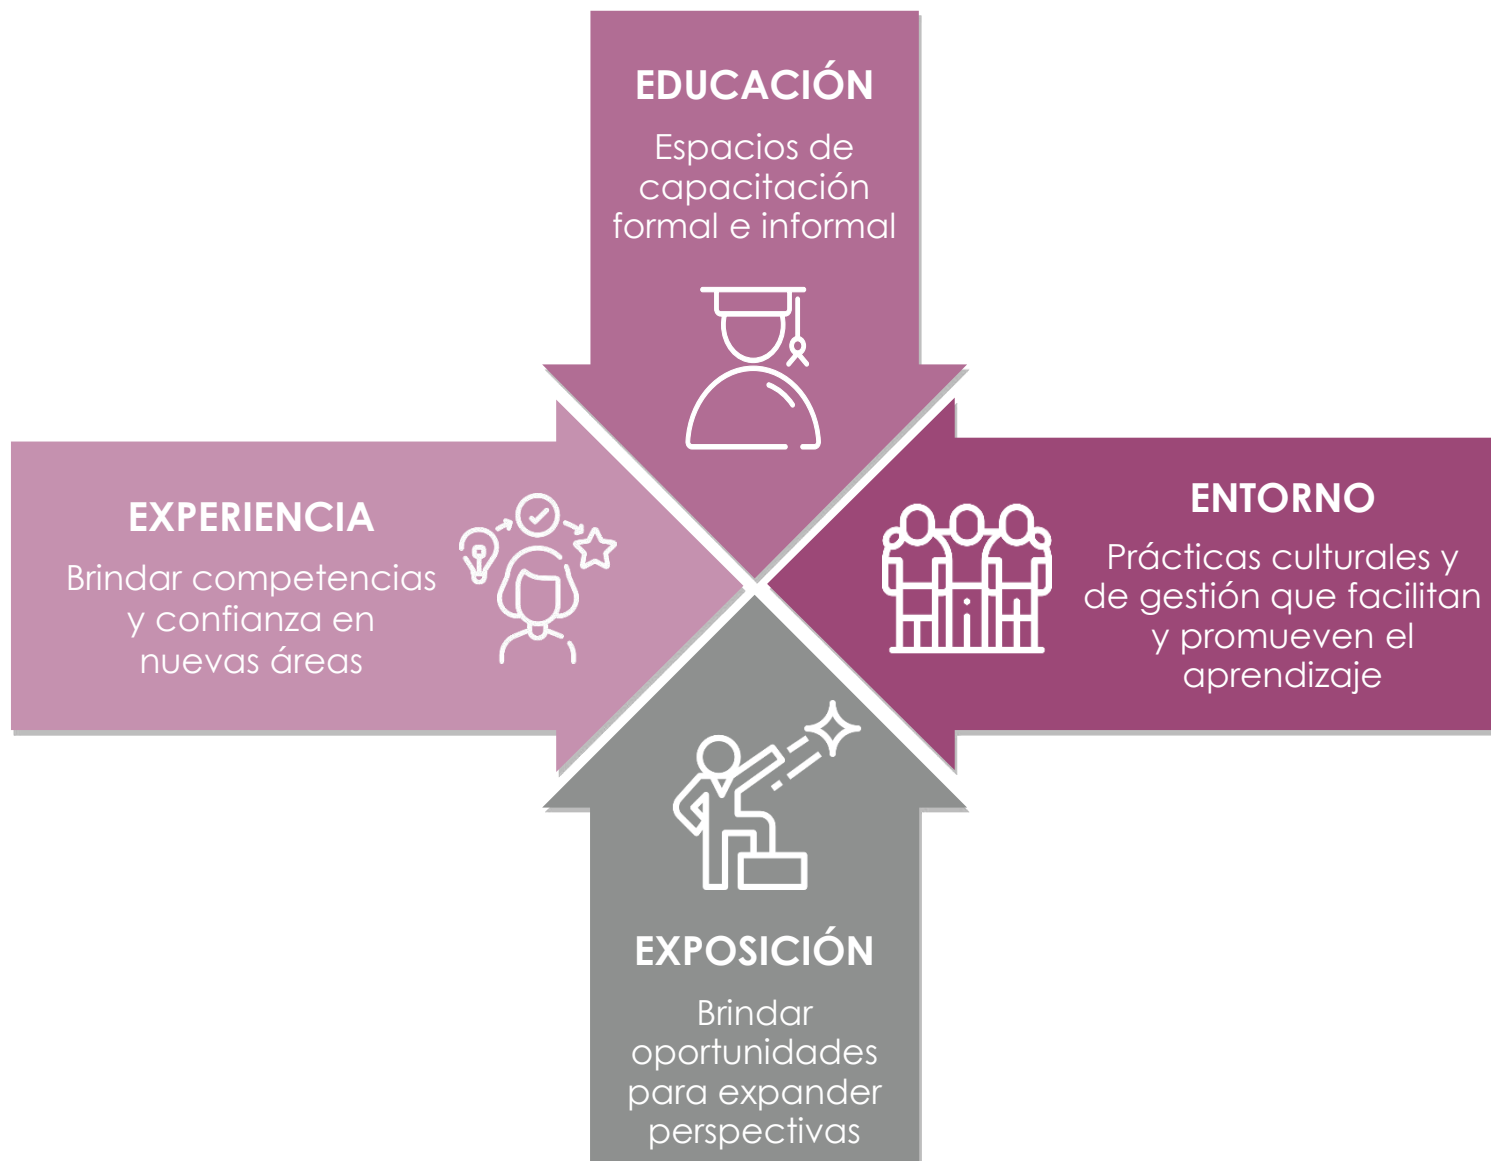 EDUCACIÓN
Espacios de
capacitación
formal e informal
EXPERIENCIA
Brindar competencias
y confianza en
nuevas áreas
ENTORNO
Prácticas culturales y
de gestión que facilitan
y promueven el
aprendizaje
EXPOSICIÓN
Brindar
oportunidades
para expander
perspectivas